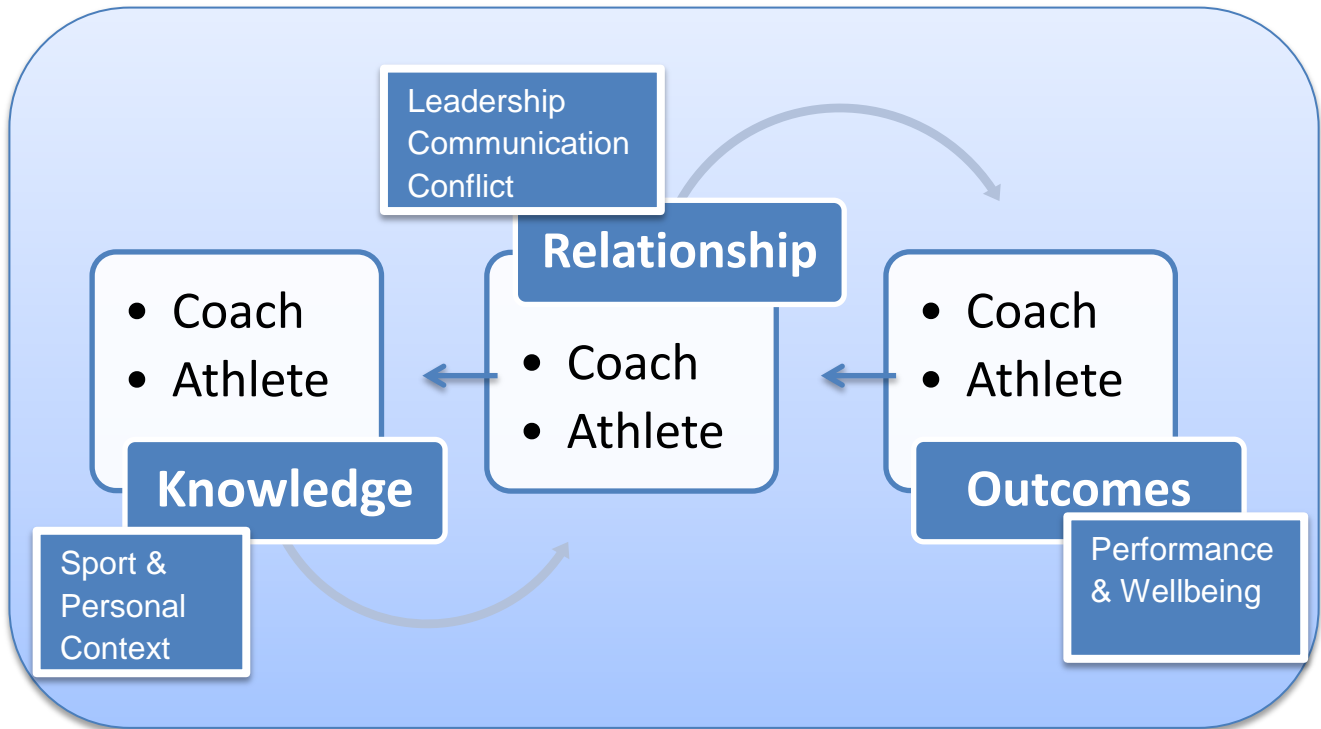 Leadership
Communication
Conflict
Relationship
• Coach
• Athlete
Knowledge
Sport &
Personal
Context
• Coach
• Athlete
• Coach
• Athlete
Outcomes
Performance
& Wellbeing